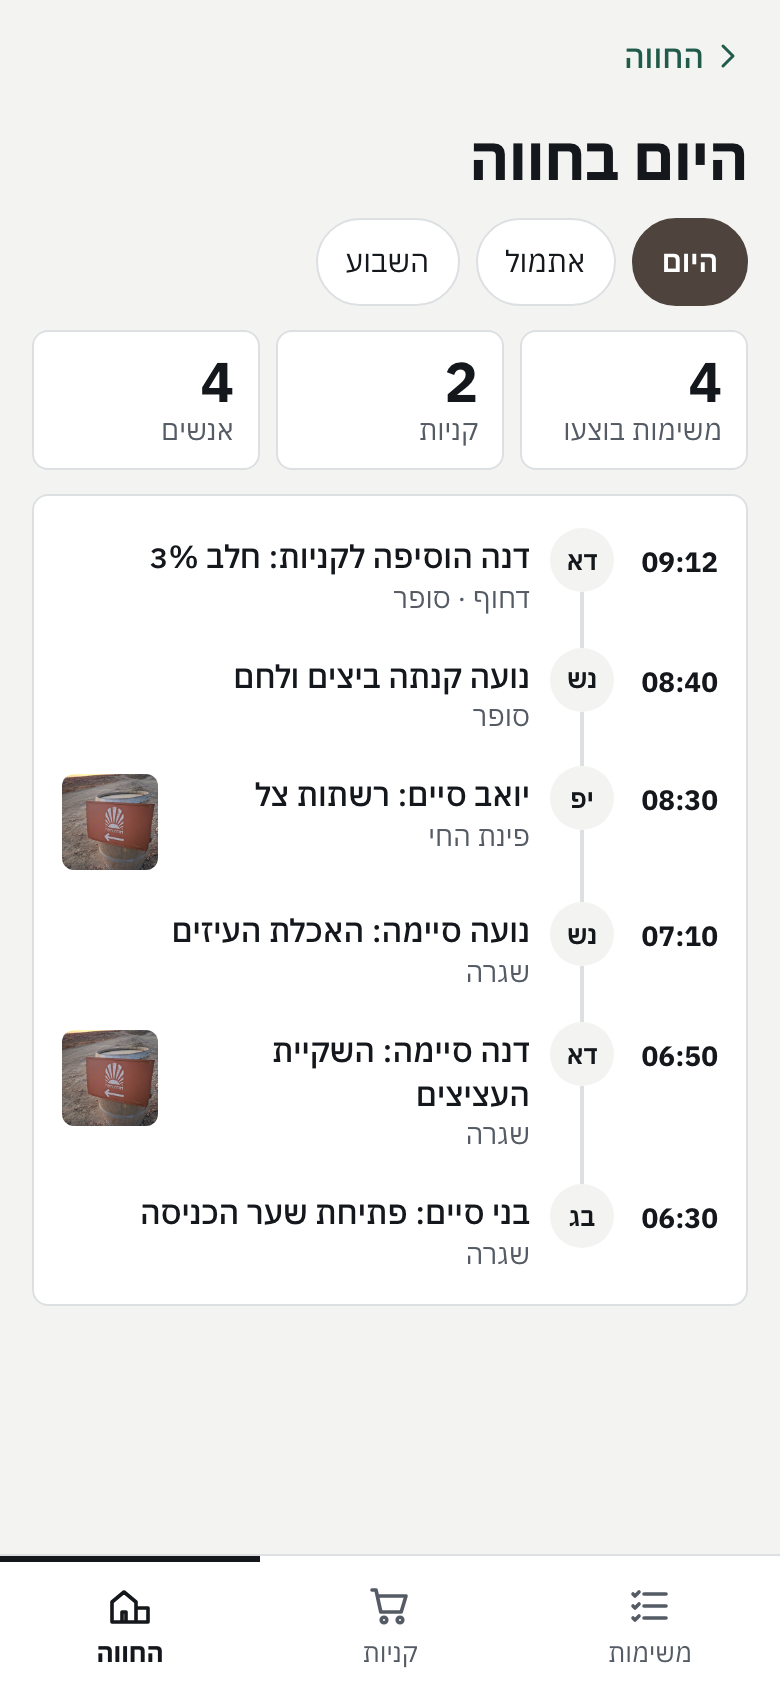 החווה
היום בחווה
היום
אתמול
השבוע
4
משימות בוצעו
2
קניות
4
אנשים
09:12
דא
דנה הוסיפה לקניות: חלב 3%
דחוף · סופר
08:40
נש
נועה קנתה ביצים ולחם
סופר
08:30
יפ
יואב סיים: רשתות צל
פינת החי
07:10
נש
נועה סיימה: האכלת העיזים
שגרה
06:50
דא
דנה סיימה: השקיית
העציצים
שגרה
06:30
בג
בני סיים: פתיחת שער הכניסה
שגרה
משימות
קניות
החווה